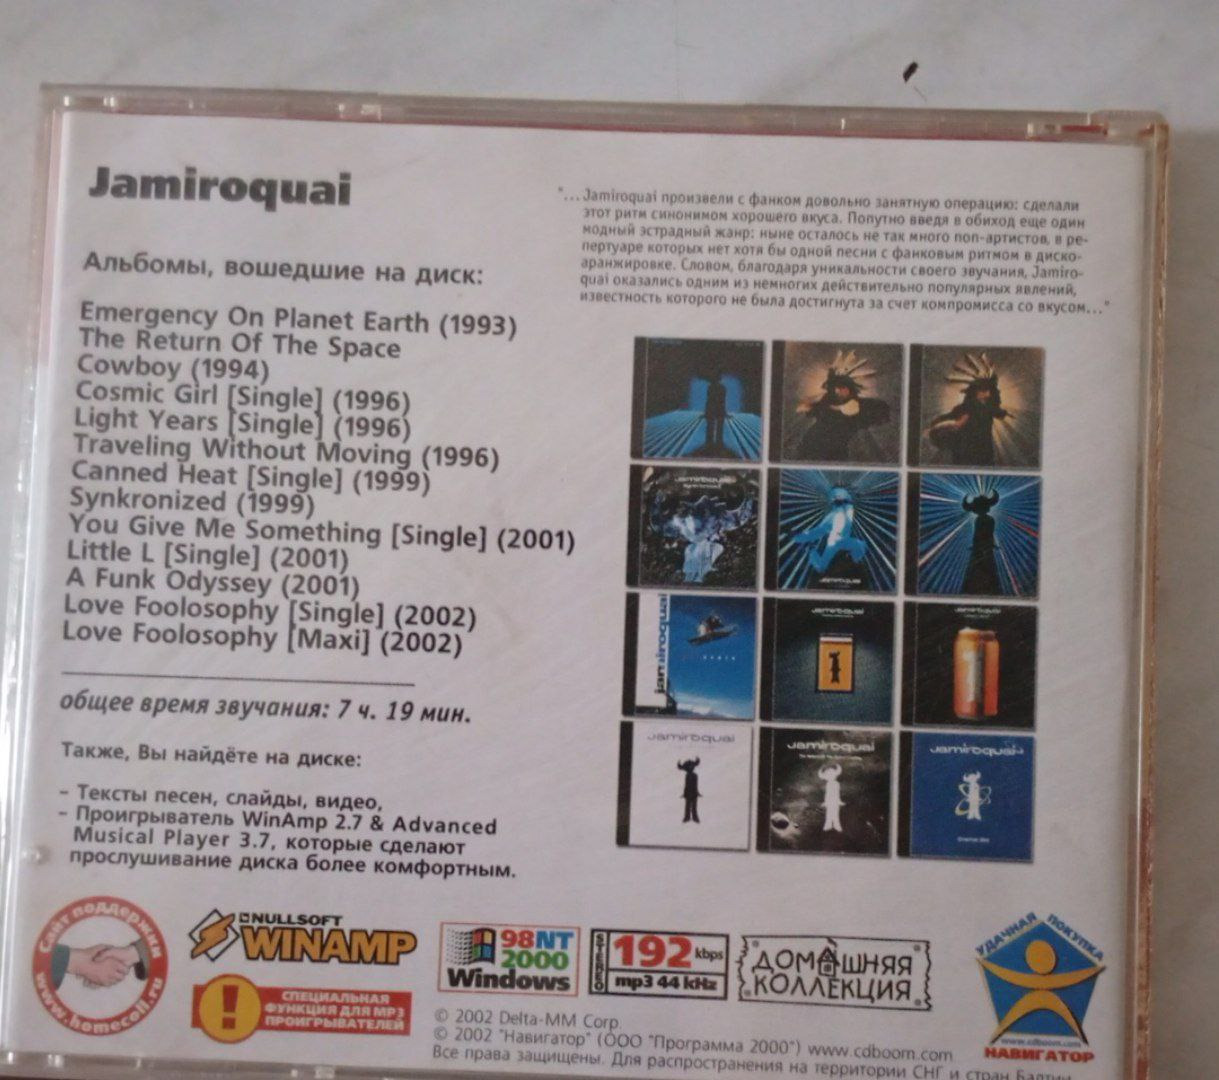 Jamiroquai
Альбомы, вошедшие на диск:
Emergency On Planet Earth (1993)
The Return Of The Space
Cowboy (1994)
Cosmic Girl [Single] (1996)
Light Years [Single] (1996)
Traveling Without Moving (1996)
Canned Heat [Single] (1999)
Synkronized (1999)
You Give Me Something [Single] (2001)
Little L [Single] (2001)
A Funk Odyssey (2001)
Love Foolosophy [Single] (2002)
Love Foolosophy [Maxi] (2002)
общее время звучания: 7 ч. 19 мин.
Также, Вы найдёте на диске:
- Тексты песен, слайды, видео,
- Проигрыватель WinAmp 2.7 & Advanced
Musical Player 3.7, которые сделают
прослушивание диска более комфортным.
"...Jamiroquai произвели с фанком довольно занятную операцию: сделали
этот ритм синонимом хорошего вкуса. Попутно введя в обиход еще один
модный эстрадный жанр: ныне осталось не так много поп-артистов, в ре-
пертуаре которых нет хотя бы одной песни с фанковым ритмом в диско-
аранжировке. Словом, благодаря уникальности своего звучания, Jamiro-
quai оказались одним из немногих действительно популярных явлений,
известность которого не была достигнута за счет компромисса со вкусом..."
Jamiroquai
Jamiroquai
jamiroquai
Jamiroquai
Jamiroquai
Jamiroquai
Jamiroquai
Jamiroquai
Сайт поддержки
www.homecoll.ru
NULLSOFT
WINAMP
СПЕЦИАЛЬНАЯ
ФУНКЦИЯ ДЛЯ MP3
ПРОИГРЫВАТЕЛЕЙ
98NT
2000
Windows
STEREO
192 kbps
mp3 44 kHz
ДОМАШНЯЯ
КОЛЛЕКЦИЯ
УДАЧНАЯ ПОКУПКА
www.cdboom.com
НАВИГАТОР
© 2002 Delta-MM Corp.
© 2002 "Навигатор" (ООО "Программа 2000") www.cdboom.com
Все права защищены. Для распространения на территории СНГ и стран Балтии